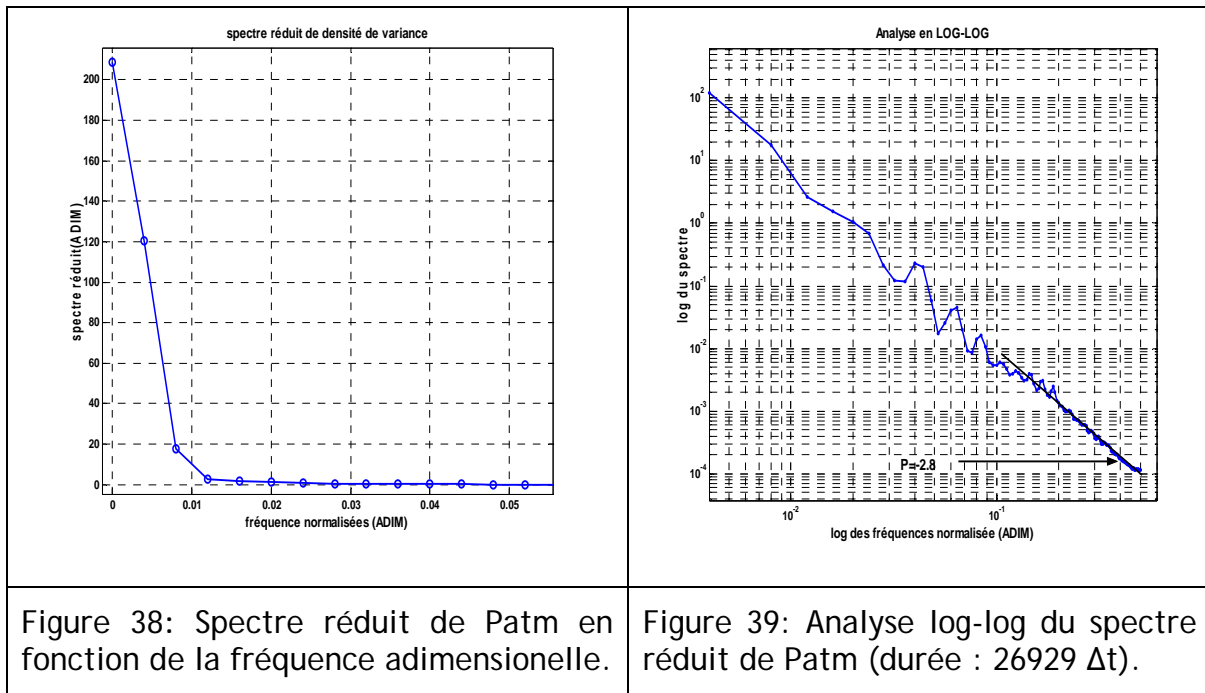 spectre réduit de densité de variance
200
180
160
140
120
100
80
60
40
20
0
spectre réduit(ADIM)
0
0.01
0.02
0.03
0.04
0.05
fréquence normalisées (ADIM)
Analyse en LOG-LOG
10^2
10^1
10^0
10^-1
10^-2
10^-3
10^-4
log du spectre
P=-2.8
10^-2
10^-1
log des fréquences normalisée (ADIM)
Figure 38: Spectre réduit de Patm en
fonction de la fréquence adimensionelle.
Figure 39: Analyse log-log du spectre
réduit de Patm (durée : 26929 Δt).